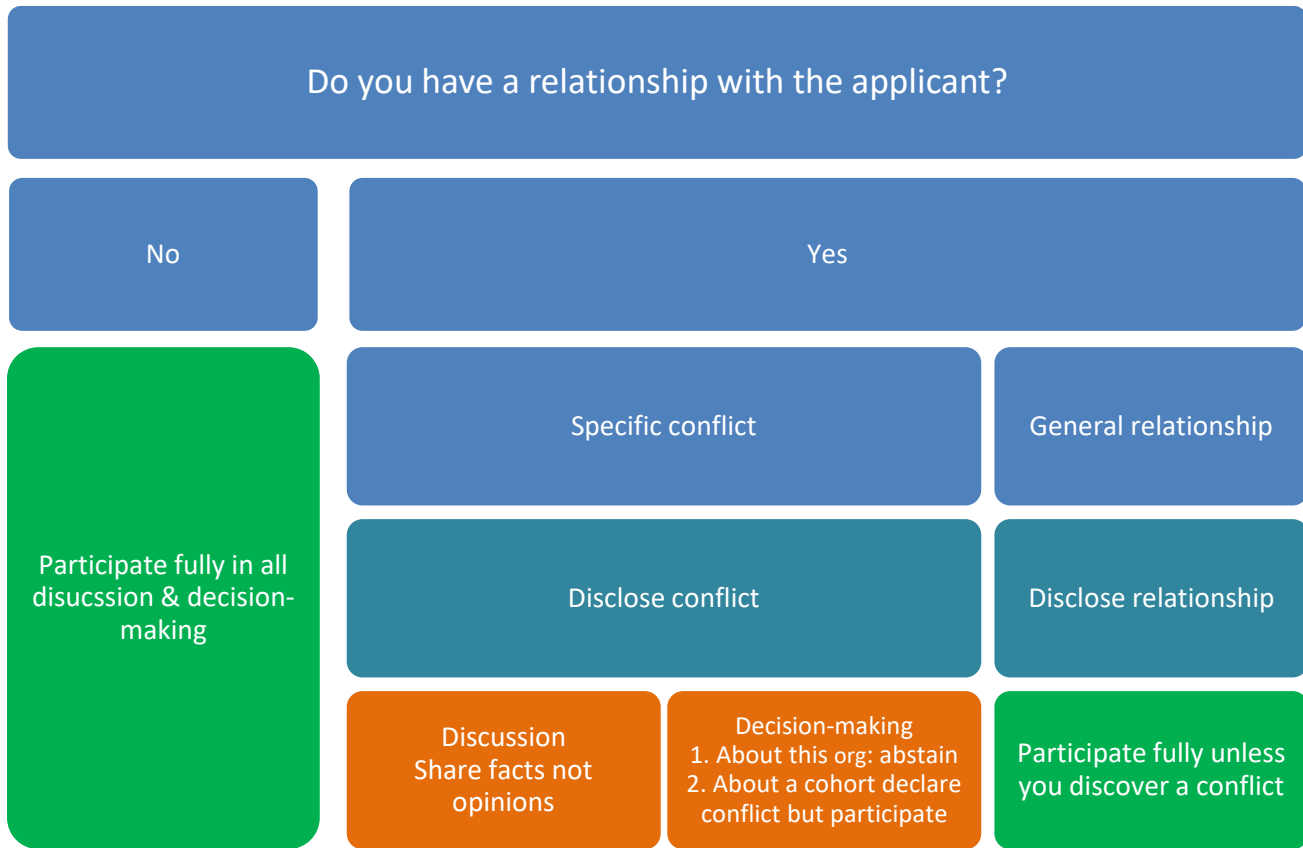 Do you have a relationship with the applicant?
No
Yes
Specific conflict
General relationship
Participate fully in all
disucssion & decision-
making
Disclose conflict
Disclose relationship
Discussion
Share facts not
opinions
Decision-making
1. About this org: abstain
2. About a cohort declare
conflict but participate
Participate fully unless
you discover a conflict